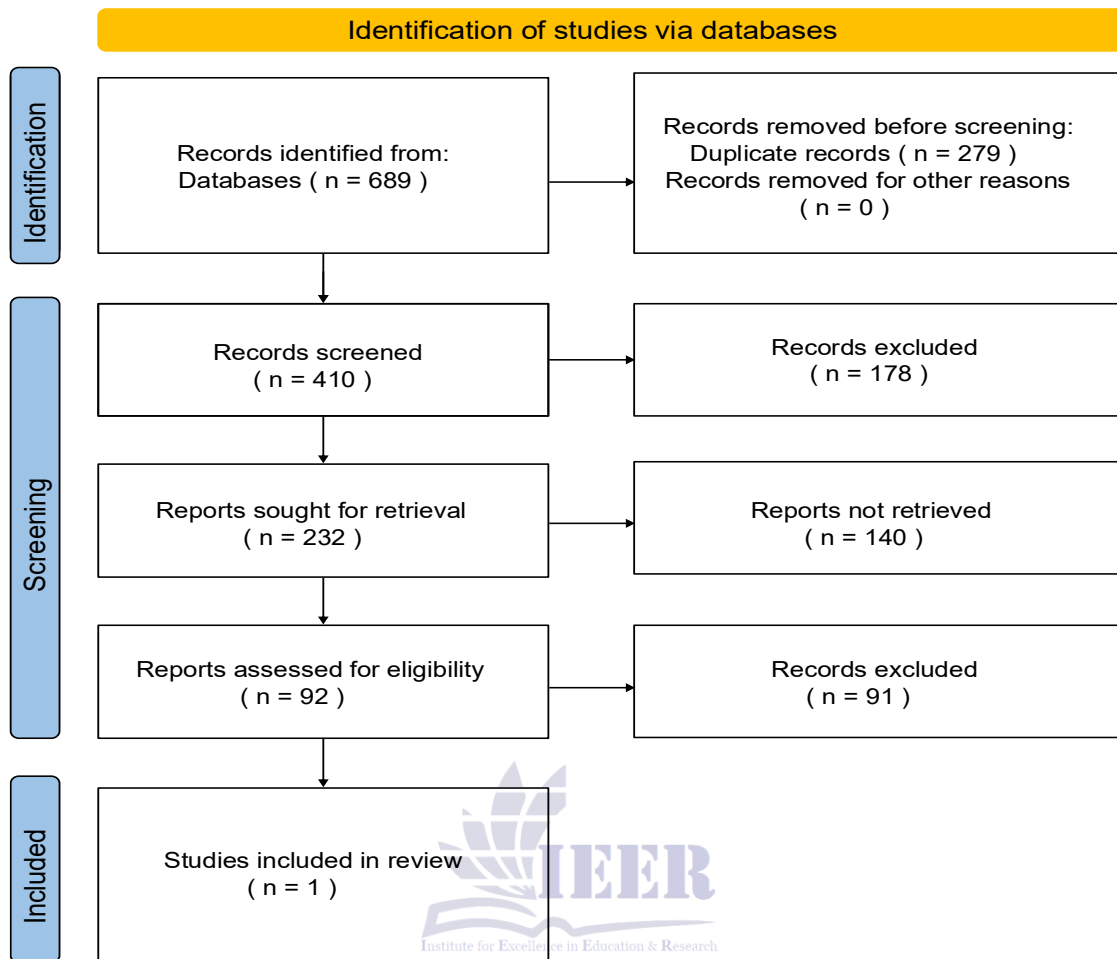 Identification of studies via databases
Identification
Records identified from:
Databases ( n = 689 )
Records removed before screening:
Duplicate records ( n = 279 )
Records removed for other reasons
( n = 0 )
Screening
Records screened
( n = 410 )
Records excluded
( n = 178 )
Reports sought for retrieval
( n = 232 )
Reports not retrieved
( n = 140 )
Reports assessed for eligibility
( n = 92 )
Records excluded
( n = 91 )
Included
Studies included in review
( n = 1 )
IEER
Institute for Excellence in Education & Research